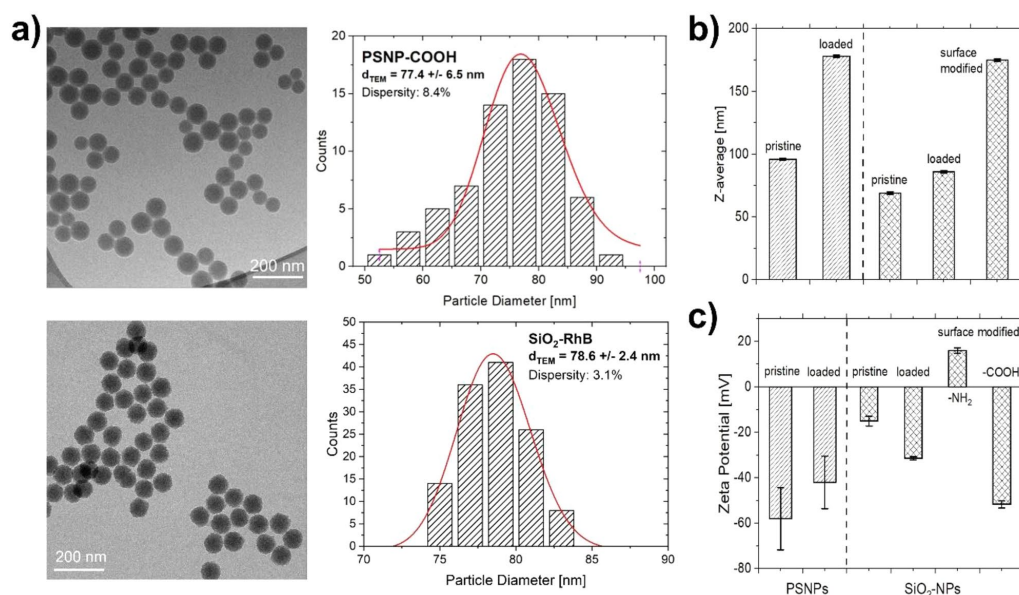 a)
200 nm
PSNP-COOH
d_TEM = 77.4 +/- 6.5 nm
Dispersity: 8.4%
Counts
20
15
10
5
0
50 60 70 80 90 100
Particle Diameter [nm]
200 nm
SiO₂-RhB
d_TEM = 78.6 +/- 2.4 nm
Dispersity: 3.1%
Counts
50
45
40
35
30
25
20
15
10
5
0
70 75 80 85 90
Particle Diameter [nm]
b)
Z-average [nm]
200
150
100
50
0
pristine
loaded
pristine
loaded
surface
modified
c)
Zeta Potential [mV]
20
0
-20
-40
-60
-80
surface modified
pristine loaded pristine loaded -COOH
-NH₂
PSNPs SiO₂-NPs